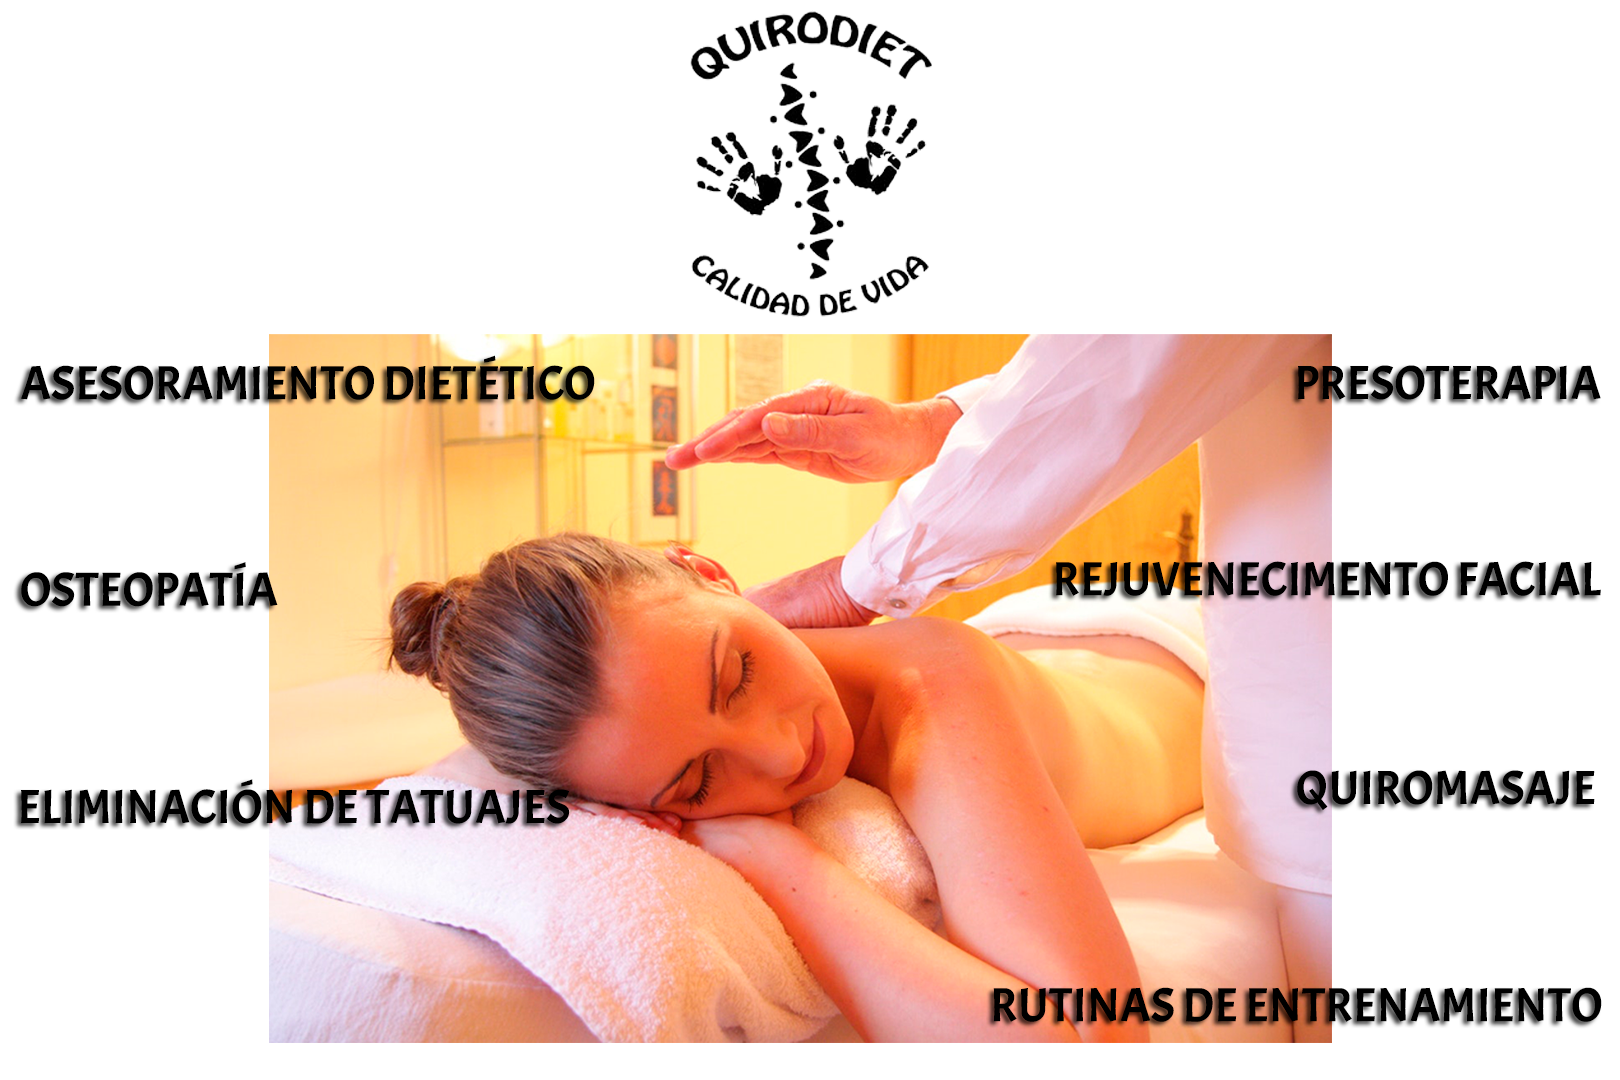 QUIRODIET
CALIDAD DE VIDA
ASESORAMIENTO DIETÉTICO
PRESOTERAPIA
OSTEOPATÍA
REJUVENECIMENTO FACIAL
ELIMINACIÓN DE TATUAJES
QUIROMASAJE
RUTINAS DE ENTRENAMIENTO